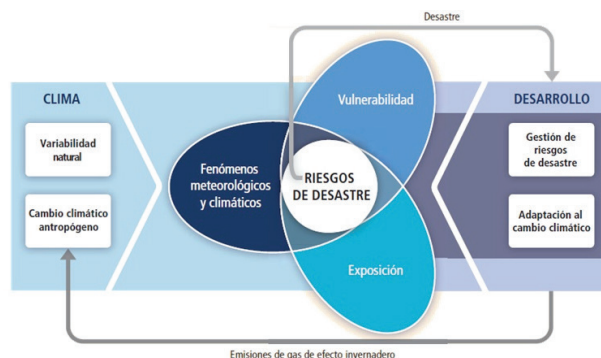 Desastre
CLIMA
Variabilidad
natural
Cambio climático
antropógeno
Fenómenos
meteorológicos
y climáticos
Vulnerabilidad
RIESGOS
DE DESASTRE
Exposición
DESARROLLO
Gestión de
riesgos
de desastre
Adaptación al
cambio climático
Emisiones de gas de efecto invernadero